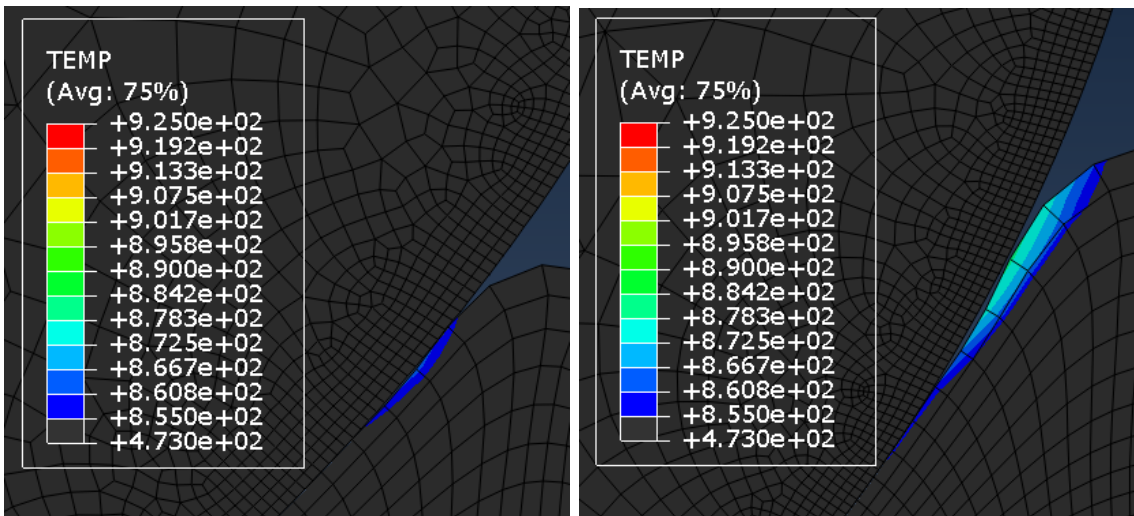 TEMP
(Avg: 75%)
+9.250e+02
+9.192e+02
+9.133e+02
+9.075e+02
+9.017e+02
+8.958e+02
+8.900e+02
+8.842e+02
+8.783e+02
+8.725e+02
+8.667e+02
+8.608e+02
+8.550e+02
+4.730e+02
TEMP
(Avg: 75%)
+9.250e+02
+9.192e+02
+9.133e+02
+9.075e+02
+9.017e+02
+8.958e+02
+8.900e+02
+8.842e+02
+8.783e+02
+8.725e+02
+8.667e+02
+8.608e+02
+8.550e+02
+4.730e+02